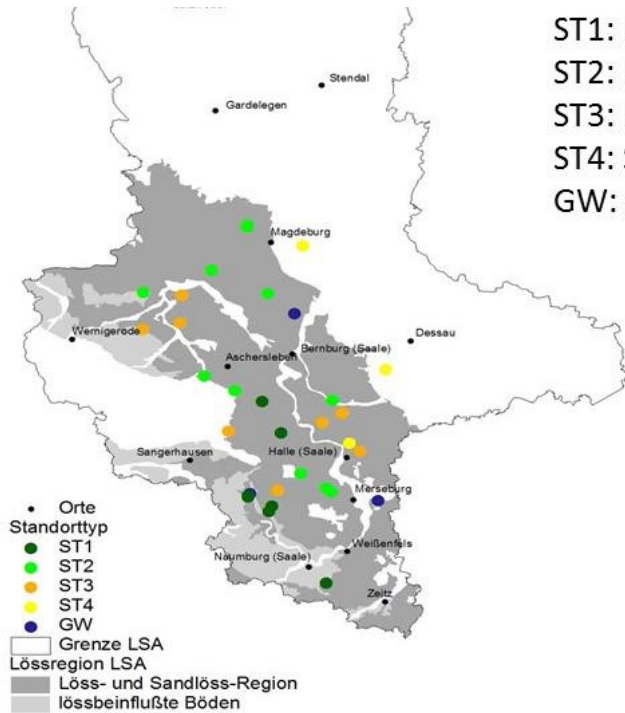 ST1:
ST2:
ST3:
ST4: S
GW:
Stendal
Gardelegen
Magdeburg
Wernigerode
Dessau
Bernburg (Saale)
Aschersleben
Sangerhausen
Halle (Saale)
Merseburg
Weißenfels
Naumburg (Saale)
Zeitz
Orte
Standorttyp
ST1
ST2
ST3
ST4
GW
Grenze LSA
Lössregion LSA
Löss- und Sandlöss-Region
lössbeinflußte Böden